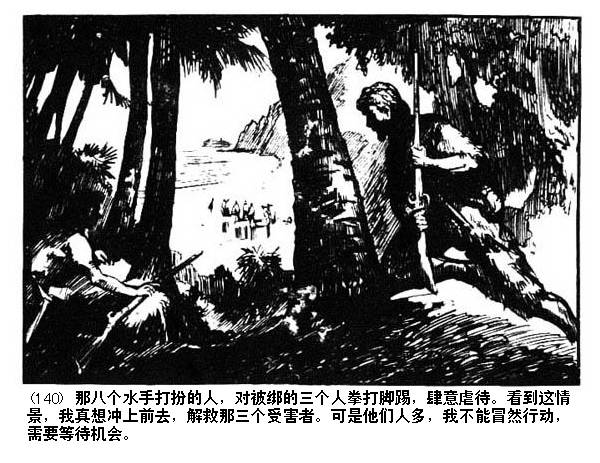 (140) 那八个水手打扮的人，对被绑的三个人拳打脚踢，肆意虐待。看到这情
景，我真想冲上前去，解救那三个受害者。可是他们人多，我不能冒然行动，
需要等待机会。